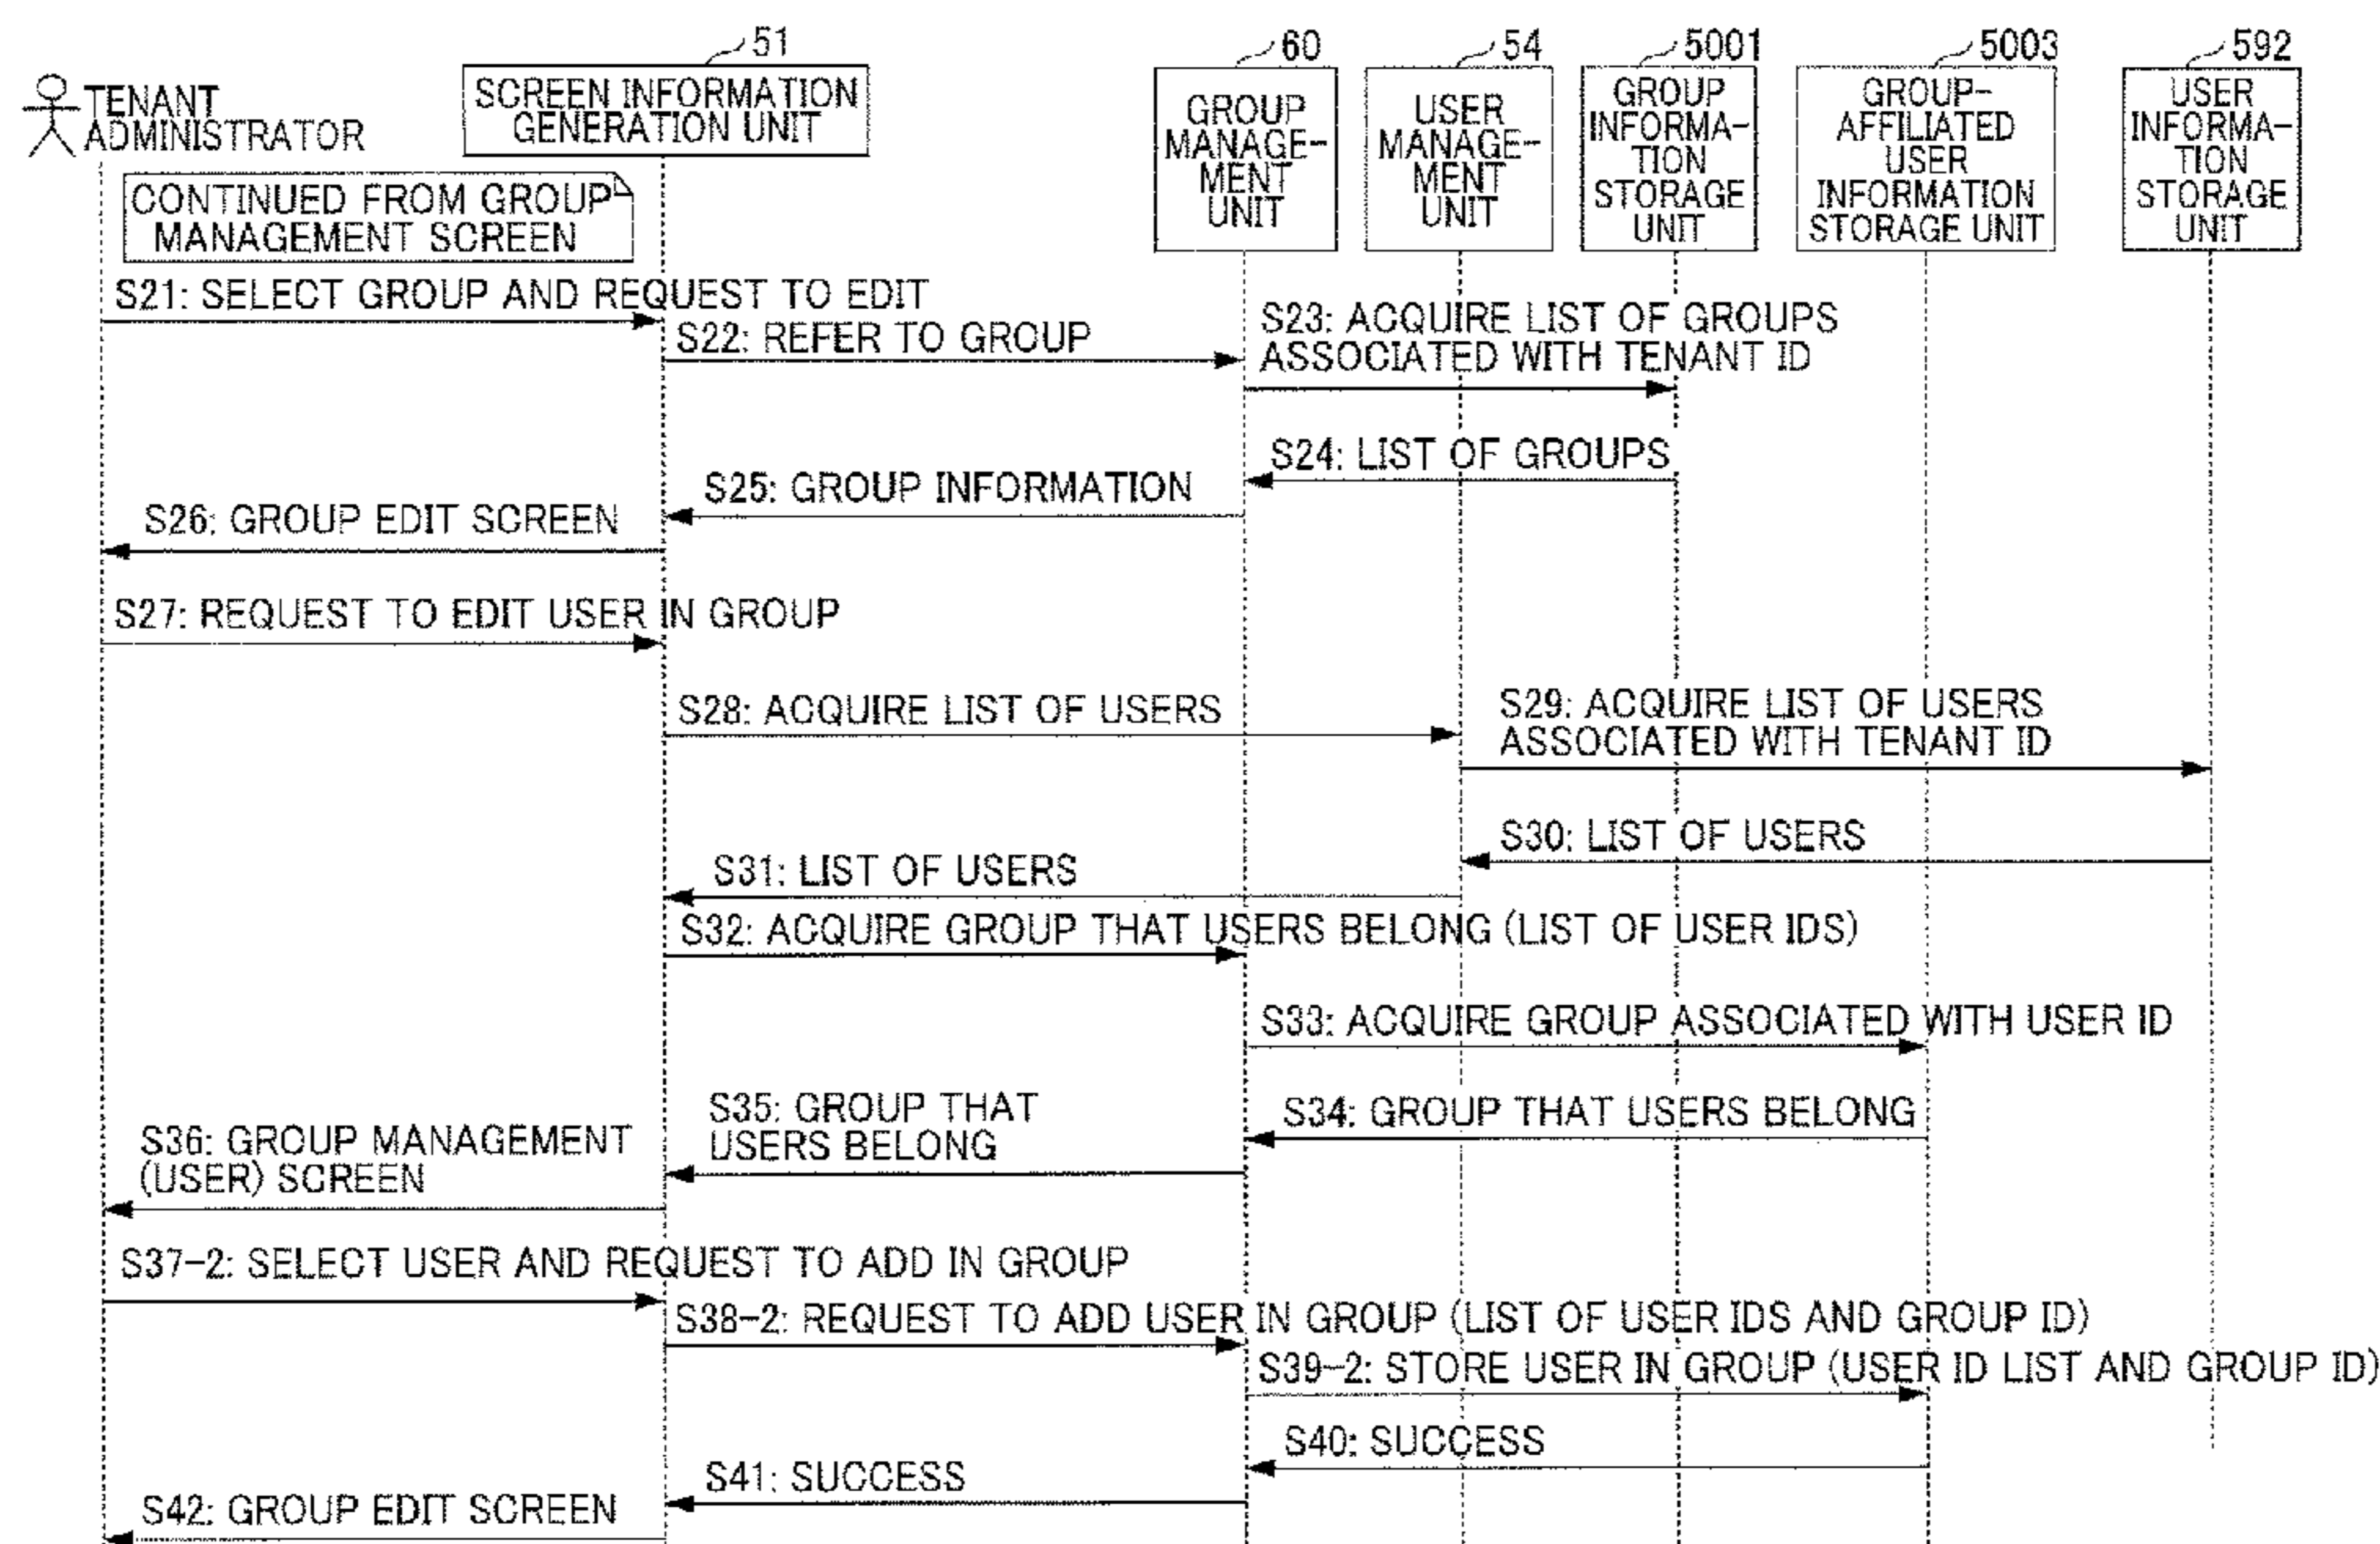 51
60
54
5001
5003
592
TENANT
ADMINISTRATOR
SCREEN INFORMATION
GENERATION UNIT
GROUP
MANAGE-
MENT
UNIT
USER
MANAGE-
MENT
UNIT
GROUP
INFORMA-
TION
STORAGE
UNIT
GROUP-
AFFILIATED
USER
INFORMATION
STORAGE UNIT
USER
INFORMA-
TION
STORAGE
UNIT
CONTINUED FROM GROUP
MANAGEMENT SCREEN
S21: SELECT GROUP AND REQUEST TO EDIT
S22: REFER TO GROUP
S23: ACQUIRE LIST OF GROUPS
ASSOCIATED WITH TENANT ID
S24: LIST OF GROUPS
S25: GROUP INFORMATION
S26: GROUP EDIT SCREEN
S27: REQUEST TO EDIT USER IN GROUP
S28: ACQUIRE LIST OF USERS
S29: ACQUIRE LIST OF USERS
ASSOCIATED WITH TENANT ID
S30: LIST OF USERS
S31: LIST OF USERS
S32: ACQUIRE GROUP THAT USERS BELONG (LIST OF USER IDS)
S33: ACQUIRE GROUP ASSOCIATED WITH USER ID
S34: GROUP THAT USERS BELONG
S35: GROUP THAT
USERS BELONG
S36: GROUP MANAGEMENT
(USER) SCREEN
S37-2: SELECT USER AND REQUEST TO ADD IN GROUP
S38-2: REQUEST TO ADD USER IN GROUP (LIST OF USER IDS AND GROUP ID)
S39-2: STORE USER IN GROUP (USER ID LIST AND GROUP ID)
S40: SUCCESS
S41: SUCCESS
S42: GROUP EDIT SCREEN